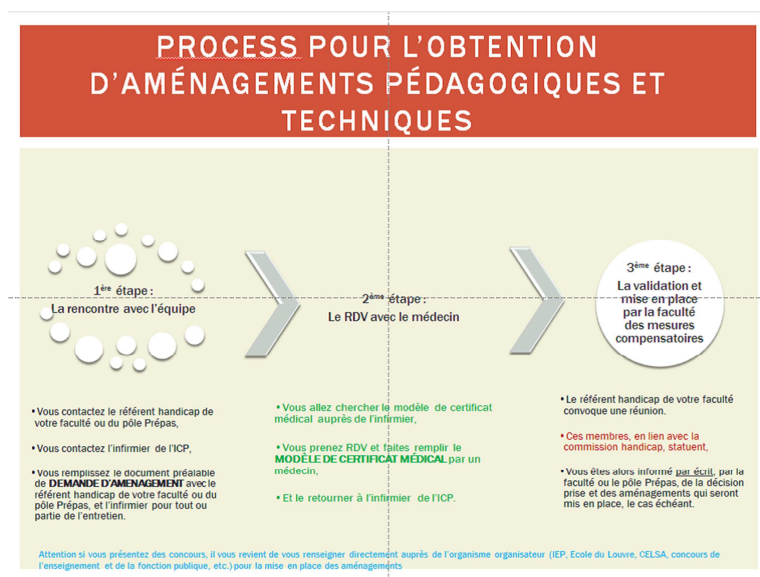 PROCESS POUR L'OBTENTION
D'AMÉNAGEMENTS PÉDAGOGIQUES ET
TECHNIQUES
1ère étape :
La rencontre avec l'équipe
2ème étape :
Le RDV avec le médecin
3ème étape :
La validation et
mise en place
par la faculté
des mesures
compensatoires
•Vous contactez le référent handicap de
votre faculté ou du pôle Prépas,
•Vous contactez l'infirmier de l'ICP,
•Vous remplissez le document préalable
de DEMANDE D'AMENAGEMENT avec le
référent handicap de votre faculté ou du
pôle Prépas, et l'infirmier pour tout ou
partie de l'entretien.
•Vous allez chercher le modèle de certificat
médical auprès de l'infirmier,
•Vous prenez RDV et faites remplir le
MODÈLE DE CERTIFICAT MÉDICAL par un
médecin,
•Et le retourner à l'infirmier de l'ICP.
•Le référent handicap de votre faculté
convoque une réunion.
•Ces membres, en lien avec la
commission handicap, statuent,
•Vous êtes alors informé par écrit, par la
faculté ou le pôle Prépas, de la décision
prise et des aménagements qui seront
mis en place, le cas échéant.
Attention si vous présentez des concours, il vous revient de vous renseigner directement auprès de l'organisme organisateur (IEP, Ecole du Louvre, CELSA, concours de
l'enseignement et de la fonction publique, etc.) pour la mise en place des aménagements